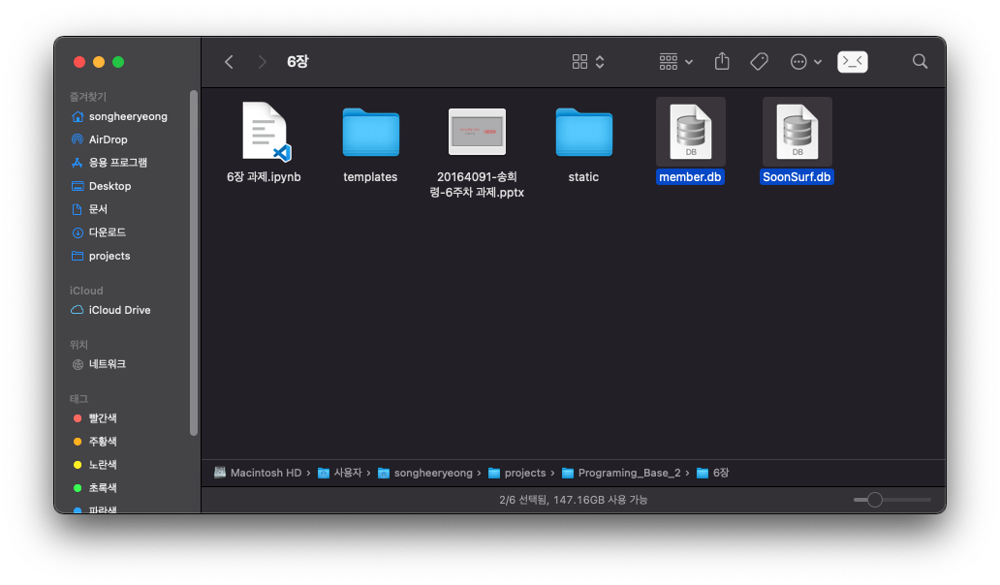 6장
즐겨찾기
songheeryeong
AirDrop
응용 프로그램
Desktop
문서
다운로드
projects
iCloud
iCloud Drive
위치
네트워크
태그
빨간색
주황색
노란색
초록색
파란색
6장 과제.ipynb
templates
20164091-송희
령-6주차 과제.pptx
static
DB
member.db
DB
SoonSurf.db
Macintosh HD › 사용자 › songheeryeong › projects › Programing_Base_2 › 6장
2/6 선택됨, 147.16GB 사용 가능